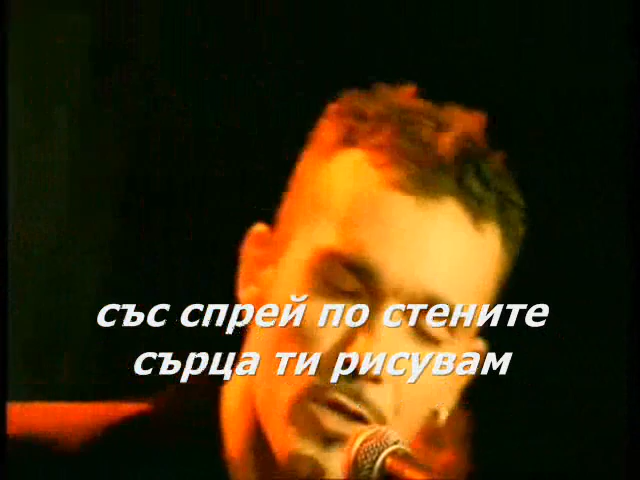 със спрей по стените
сърца ти рисувам